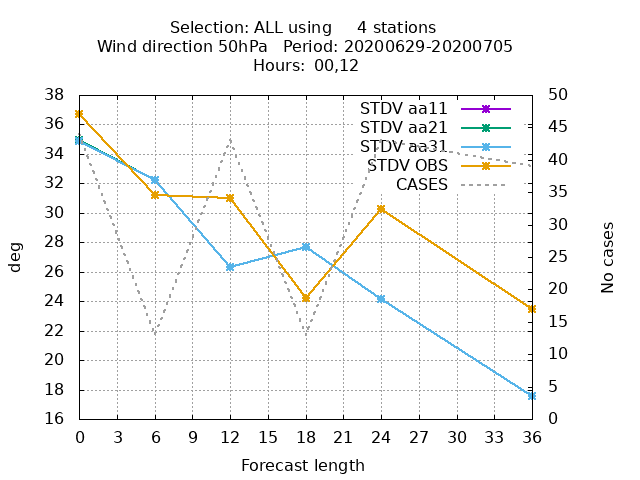 Selection: ALL using     4 stations
Wind direction 50hPa   Period: 20200629-20200705
Hours:  00,12
STDV aa11
STDV aa21
STDV aa31
STDV OBS
CASES
38
36
34
32
30
28
26
24
22
20
18
16
50
45
40
35
30
25
20
15
10
5
0
deg
No cases
0 3 6 9 12 15 18 21 24 27 30 33 36
Forecast length